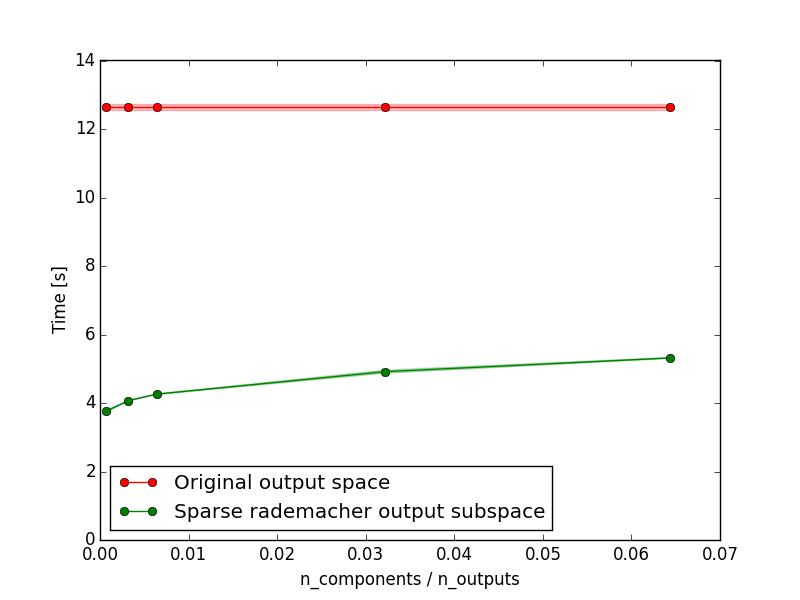 14
12
10
8
6
4
2
0
Time [s]
Original output space
Sparse rademacher output subspace
0.00 0.01 0.02 0.03 0.04 0.05 0.06 0.07
n_components / n_outputs